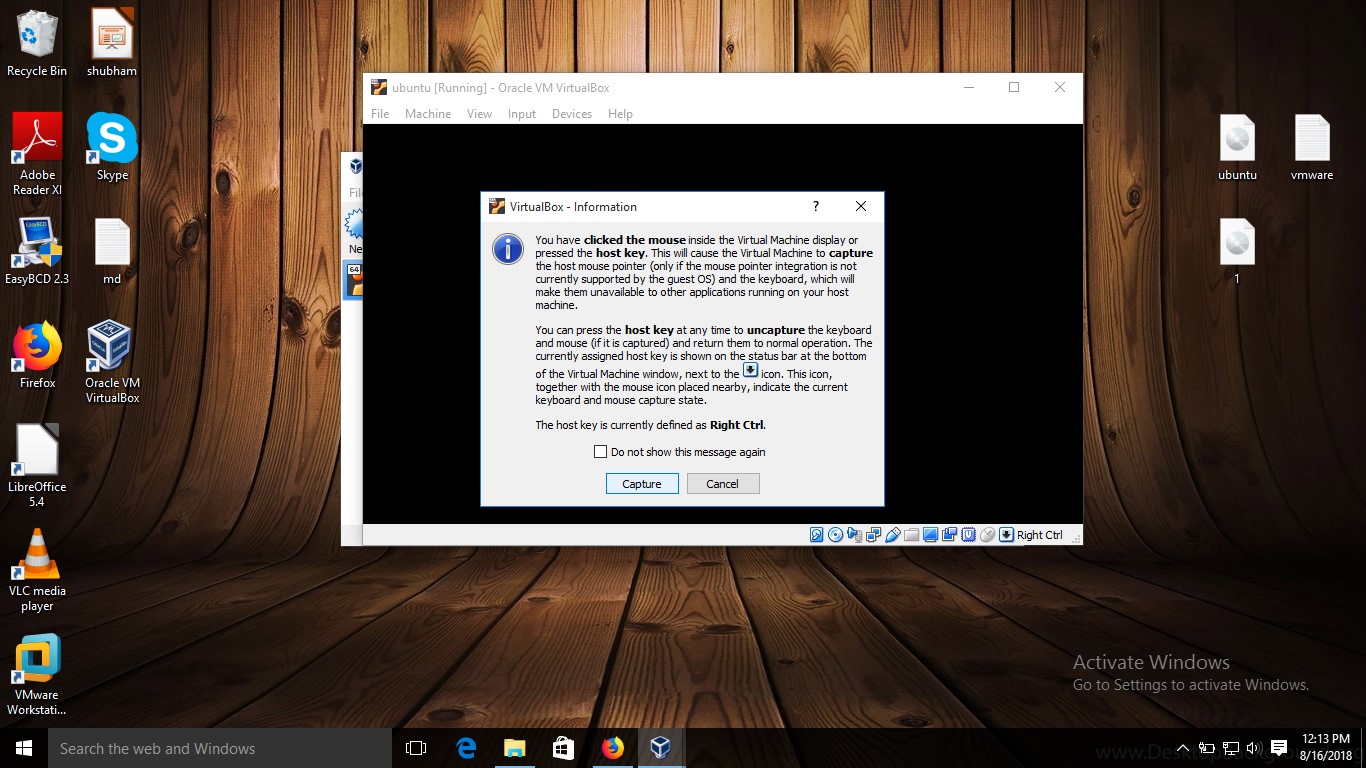 Recycle Bin
shubham
Adobe
Reader XI
Skype
EasyBCD 2.3
md
Firefox
Oracle VM
VirtualBox
LibreOffice
5.4
VLC media
player
VMware
Workstati...
ubuntu
vmware
1
ubuntu [Running] - Oracle VM VirtualBox
File Machine View Input Devices Help
VirtualBox - Information
?
You have clicked the mouse inside the Virtual Machine display or
pressed the host key. This will cause the Virtual Machine to capture
the host mouse pointer (only if the mouse pointer integration is not
currently supported by the guest OS) and the keyboard, which will
make them unavailable to other applications running on your host
machine.
You can press the host key at any time to uncapture the keyboard
and mouse (if it is captured) and return them to normal operation. The
currently assigned host key is shown on the status bar at the bottom
of the Virtual Machine window, next to the icon. This icon,
together with the mouse icon placed nearby, indicate the current
keyboard and mouse capture state.
The host key is currently defined as Right Ctrl.
Do not show this message again
Capture Cancel
Right Ctrl
64
Activate Windows
Go to Settings to activate Windows.
Search the web and Windows
12:13 PM
8/16/2018